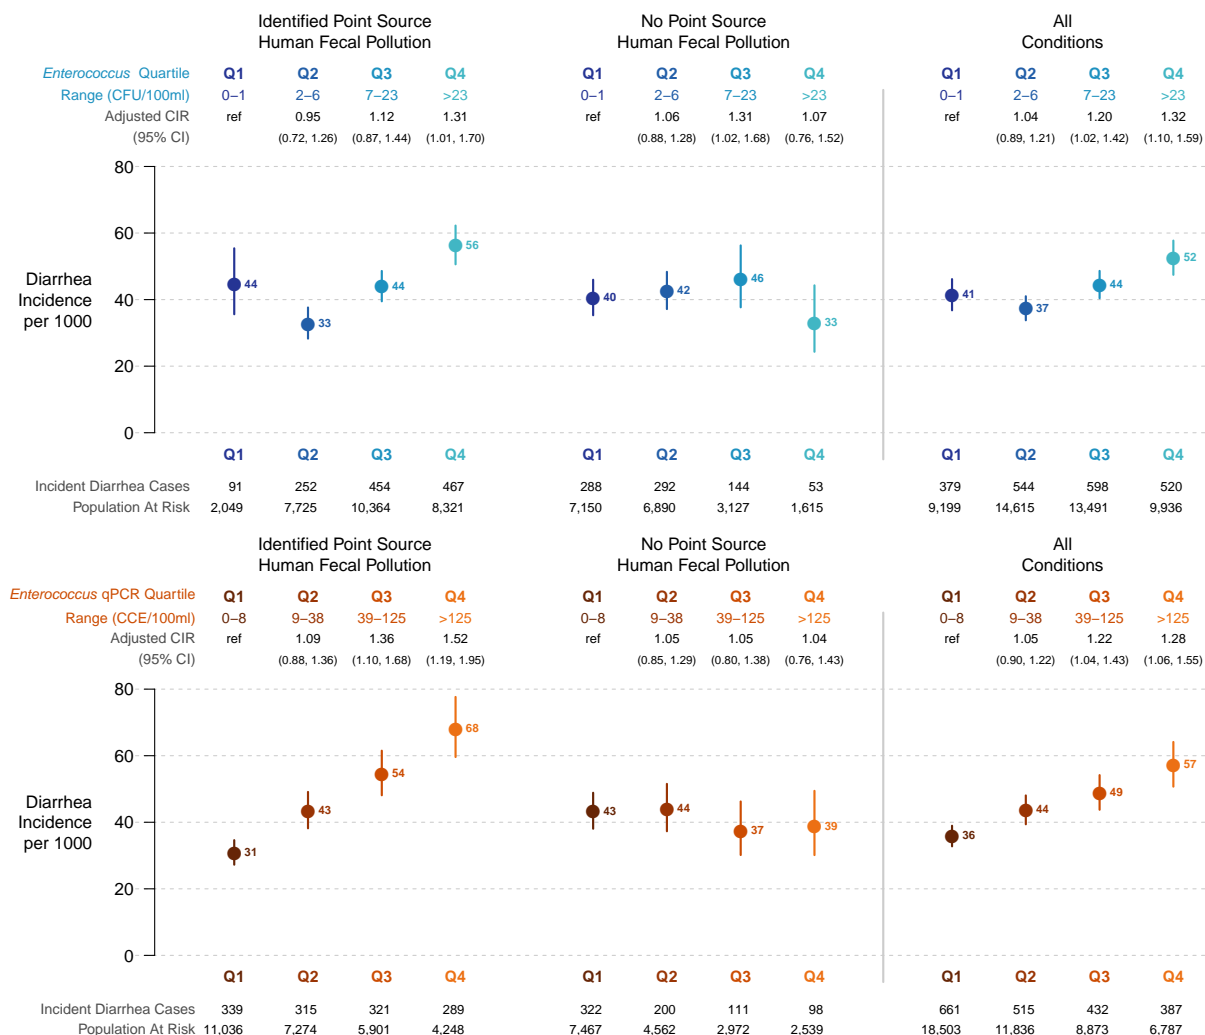 Identified Point Source No Point Source All
Human Fecal Pollution Human Fecal Pollution Conditions
Enterococcus Quartile Q1 Q2 Q3 Q4 Q1 Q2 Q3 Q4 Q1 Q2 Q3 Q4
Range (CFU/100ml) 0–1 2–6 7–23 >23 0–1 2–6 7–23 >23 0–1 2–6 7–23 >23
Adjusted CIR ref 0.95 1.12 1.31 ref 1.06 1.31 1.07 ref 1.04 1.20 1.32
(95% CI) (0.72, 1.26) (0.87, 1.44) (1.01, 1.70) (0.88, 1.28) (1.02, 1.68) (0.76, 1.52) (0.89, 1.21) (1.02, 1.42) (1.10, 1.59)
80
60
56 52
44 44 46 44
40 42 41
40
33 33 37
Diarrhea
Incidence
per 1000
20
0
Q1 Q2 Q3 Q4 Q1 Q2 Q3 Q4 Q1 Q2 Q3 Q4
Incident Diarrhea Cases 91 252 454 467 288 292 144 53 379 544 598 520
Population At Risk 2,049 7,725 10,364 8,321 7,150 6,890 3,127 1,615 9,199 14,615 13,491 9,936
Identified Point Source No Point Source All
Human Fecal Pollution Human Fecal Pollution Conditions
Enterococcus qPCR Quartile Q1 Q2 Q3 Q4 Q1 Q2 Q3 Q4 Q1 Q2 Q3 Q4
Range (CCE/100ml) 0–8 9–38 39–125 >125 0–8 9–38 39–125 >125 0–8 9–38 39–125 >125
Adjusted CIR ref 1.09 1.36 1.52 ref 1.05 1.05 1.04 ref 1.05 1.22 1.28
(95% CI) (0.88, 1.36) (1.10, 1.68) (1.19, 1.95) (0.85, 1.29) (0.80, 1.38) (0.76, 1.43) (0.90, 1.22) (1.04, 1.43) (1.06, 1.55)
80
68
60
54 57
43 43 44 44 49
40
31 37 39 36
Diarrhea
Incidence
per 1000
20
0
Q1 Q2 Q3 Q4 Q1 Q2 Q3 Q4 Q1 Q2 Q3 Q4
Incident Diarrhea Cases 339 315 321 289 322 200 111 98 661 515 432 387
Population At Risk 11,036 7,274 5,901 4,248 7,467 4,562 2,972 2,539 18,503 11,836 8,873 6,787